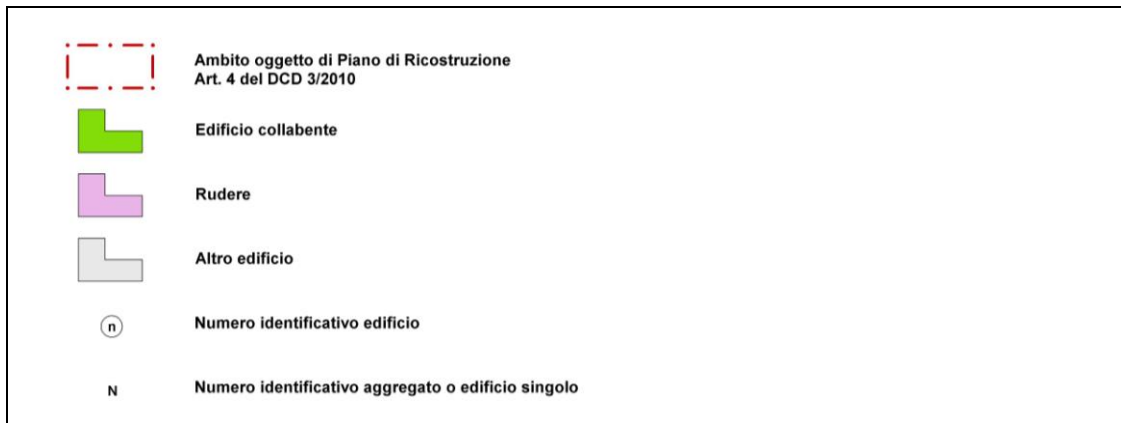 Ambito oggetto di Piano di Ricostruzione
Art. 4 del DCD 3/2010
Edificio collabente
Rudere
Altro edificio
n
Numero identificativo edificio
N
Numero identificativo aggregato o edificio singolo